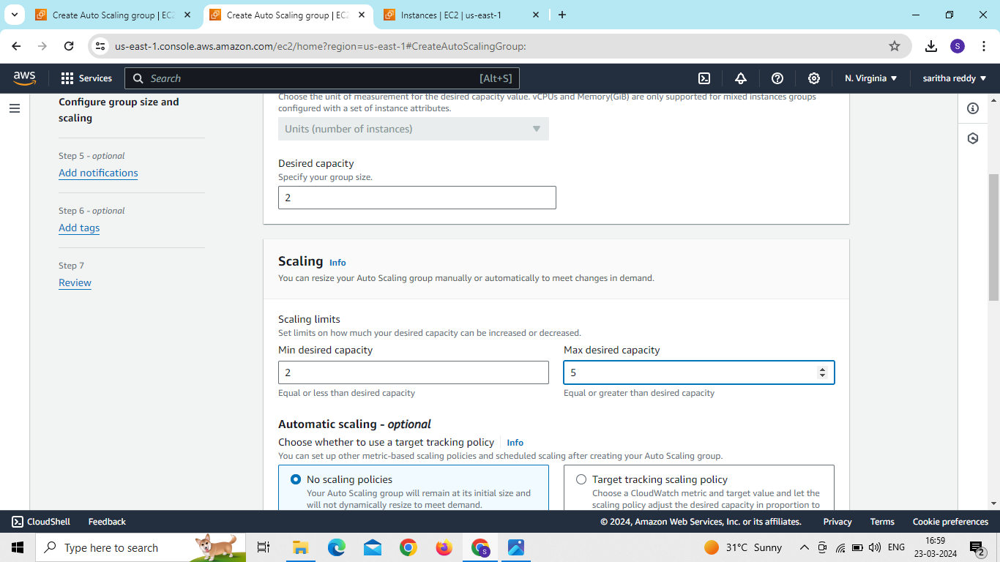 Create Auto Scaling group | EC2
Create Auto Scaling group | EC2
Instances | EC2 | us-east-1
us-east-1.console.aws.amazon.com/ec2/home?region=us-east-1#CreateAutoScalingGroup:
S
aws
Services
Search
[Alt+S]
N. Virginia
saritha reddy
Configure group size and
scaling
Step 5 - optional
Add notifications
Step 6 - optional
Add tags
Step 7
Review
Choose the unit of measurement for the desired capacity value. vCPUs and Memory(GiB) are only supported for mixed instances groups
configured with a set of instance attributes.
Units (number of instances)
Desired capacity
Specify your group size.
2
Scaling Info
You can resize your Auto Scaling group manually or automatically to meet changes in demand.
Scaling limits
Set limits on how much your desired capacity can be increased or decreased.
Min desired capacity
2
Equal or less than desired capacity
Max desired capacity
5
Equal or greater than desired capacity
Automatic scaling - optional
Choose whether to use a target tracking policy Info
You can set up other metric-based scaling policies and scheduled scaling after creating your Auto Scaling group.
No scaling policies
Your Auto Scaling group will remain at its initial size and
will not dynamically resize to meet demand.
Target tracking scaling policy
Choose a CloudWatch metric and target value and let the
scaling policy adjust the desired capacity in proportion to
CloudShell
Feedback
© 2024, Amazon Web Services, Inc. or its affiliates.
Privacy
Terms
Cookie preferences
Type here to search
S
31°C Sunny
ENG
16:59
23-03-2024
2